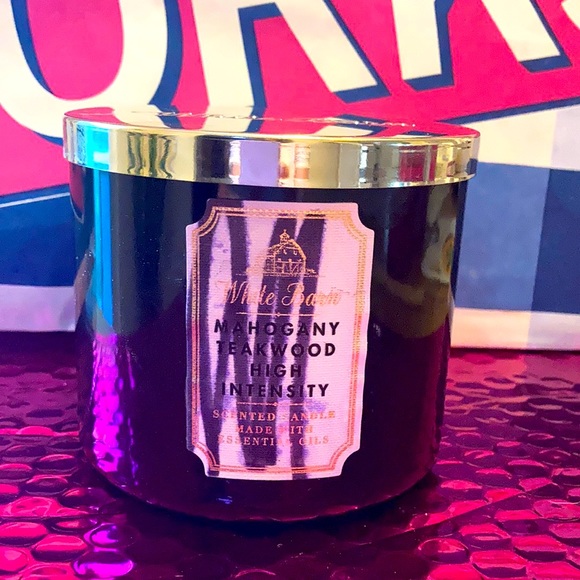 White Barn
MAHOGANY
TEAKWOOD
HIGH
INTENSITY
SCENTED CANDLE
MADE WITH
ESSENTIAL OILS